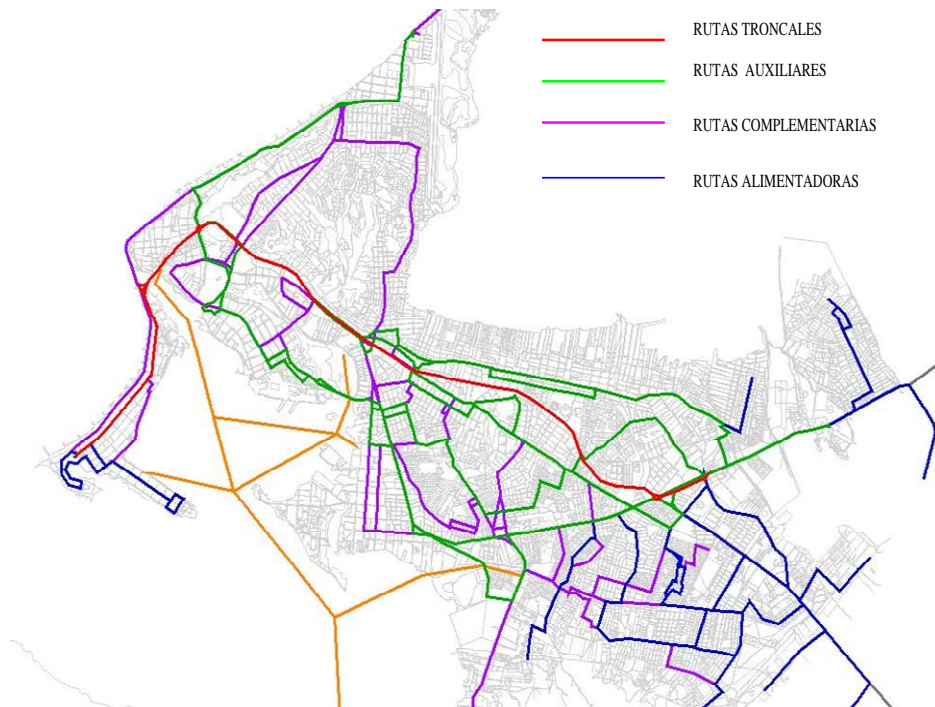 RUTAS TRONCALES
RUTAS AUXILIARES
RUTAS COMPLEMENTARIAS
RUTAS ALIMENTADORAS